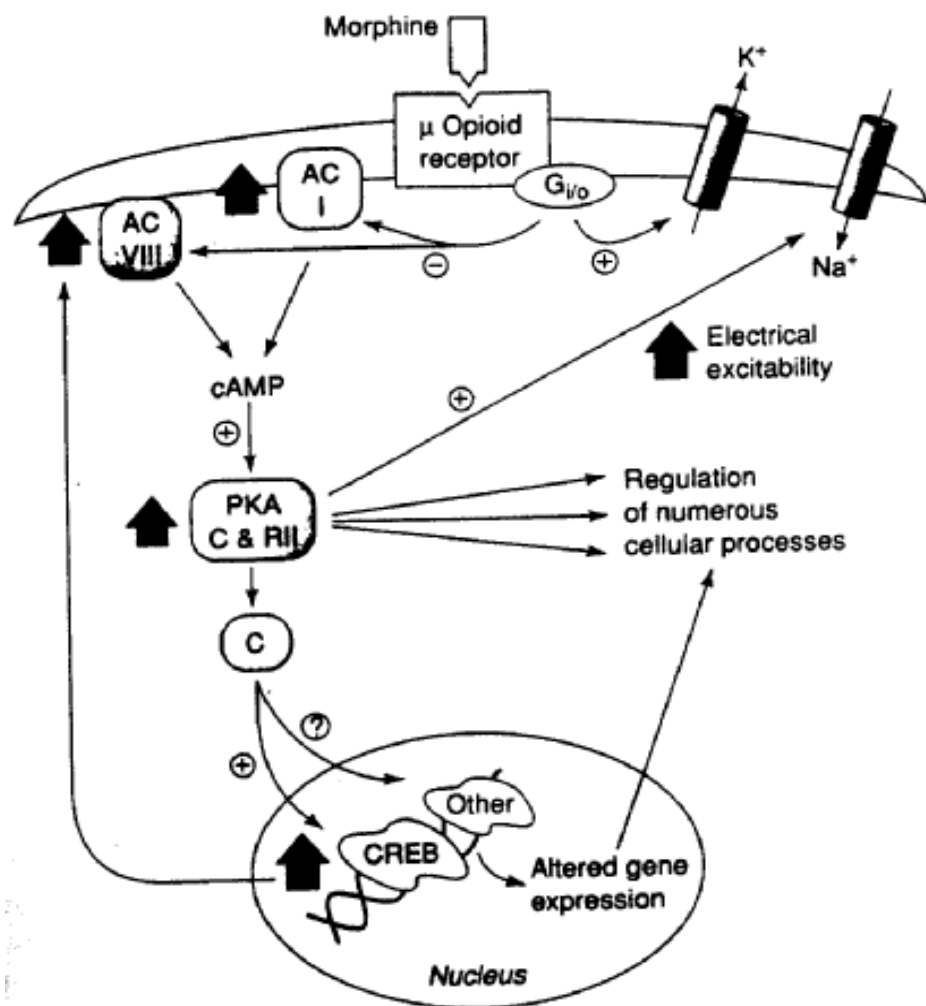 Morphine
K⁺
μ Opioid
receptor
G i/o
AC
I
AC
VIII
−
+
Na⁺
Electrical
excitability
cAMP
+
+
PKA
C & RII
Regulation
of numerous
cellular processes
C
?
+
Other
CREB
Altered gene
expression
Nucleus